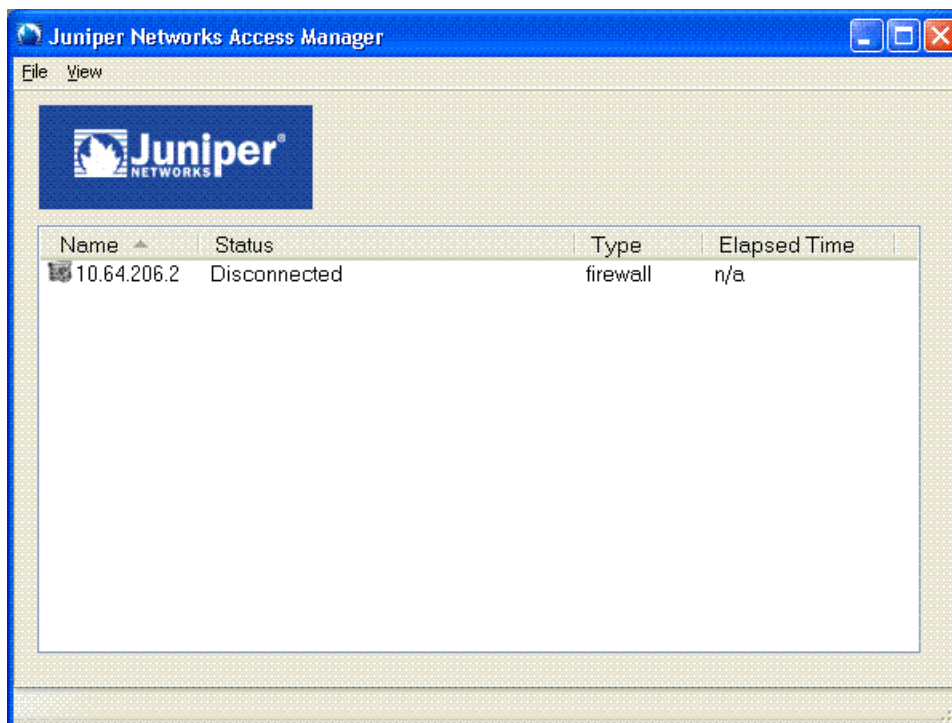 Juniper Networks Access Manager
File View
Juniper®
NETWORKS
Name Status Type Elapsed Time
10.64.206.2 Disconnected firewall n/a